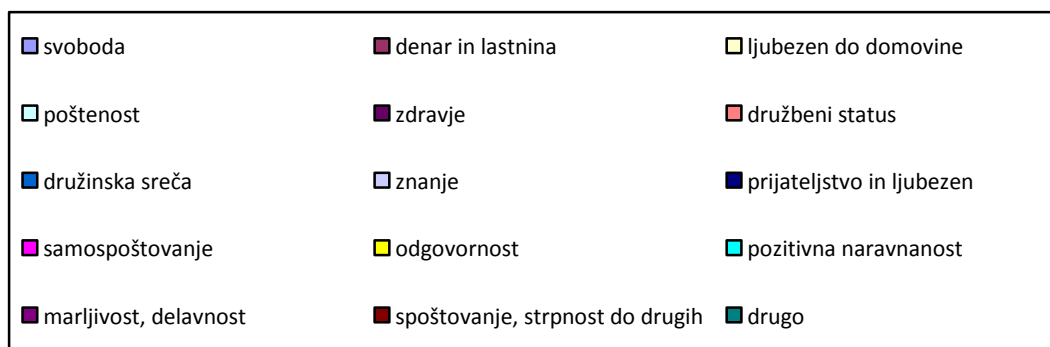 svoboda denar in lastnina ljubezen do domovine
poštenost zdravje družbeni status
družinska sreča znanje prijateljstvo in ljubezen
samospoštovanje odgovornost pozitivna naravnanost
marljivost, delavnost spoštovanje, strpnost do drugih drugo